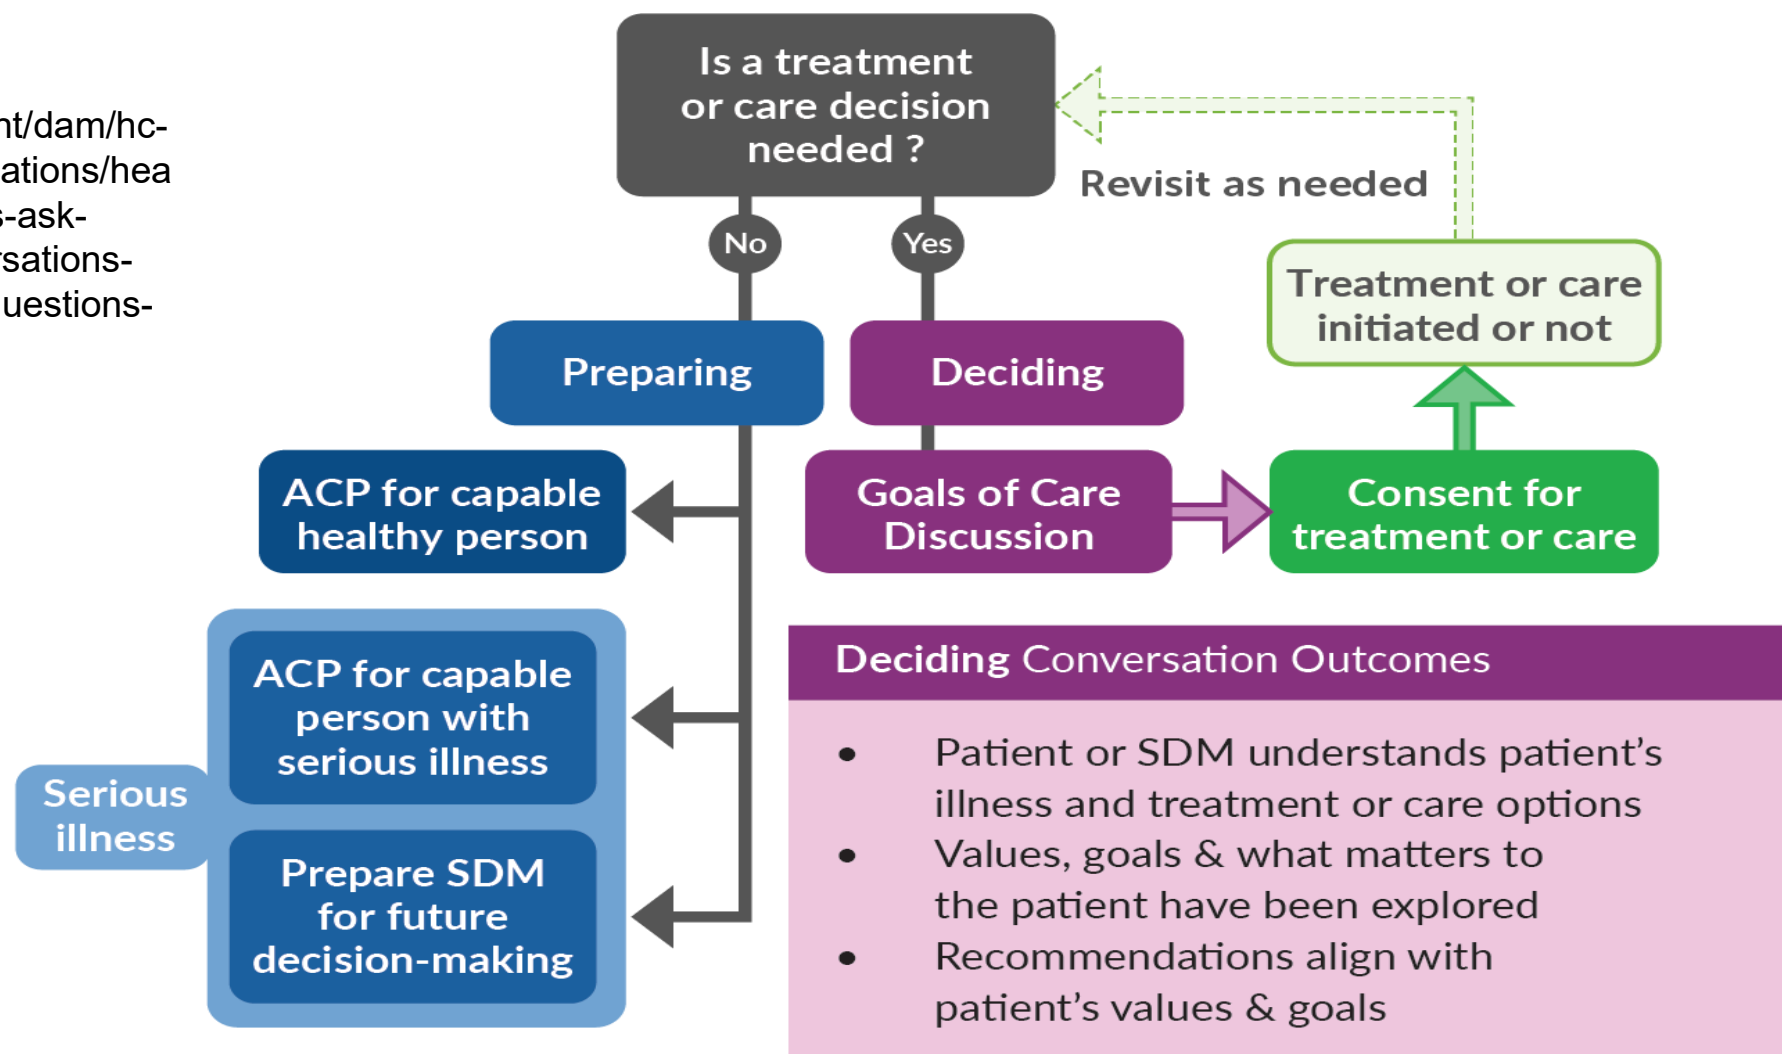 Is a treatment
or care decision
needed ?
nt/dam/hc-
ations/hea
s-ask-
rsations-
uestions-
Revisit as needed
No
Yes
Treatment or care
initiated or not
Preparing
Deciding
ACP for capable
healthy person
Goals of Care
Discussion
Consent for
treatment or care
Serious
illness
ACP for capable
person with
serious illness
Prepare SDM
for future
decision-making
Deciding Conversation Outcomes
• Patient or SDM understands patient’s
illness and treatment or care options
• Values, goals & what matters to
the patient have been explored
• Recommendations align with
patient’s values & goals